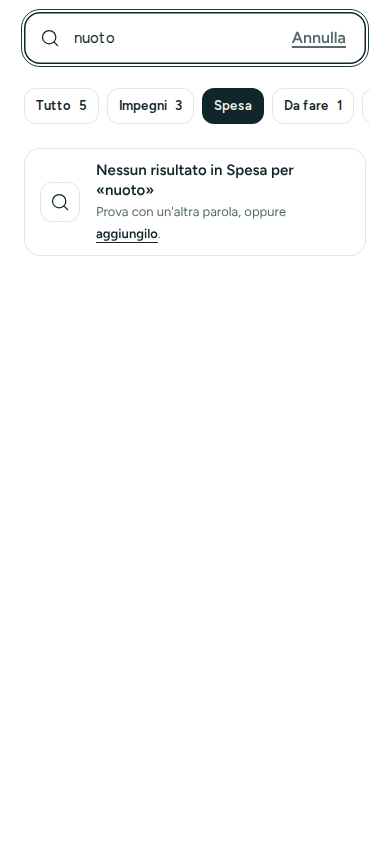 nuoto Annulla
Tutto 5 Impegni 3 Spesa Da fare 1
Nessun risultato in Spesa per
«nuoto»
Prova con un'altra parola, oppure
aggiungilo.